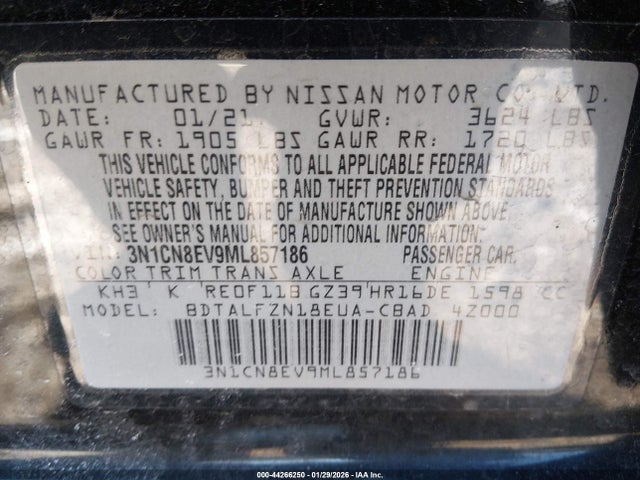 MANUFACTURED BY NISSAN MOTOR CO. LTD.
DATE: 01/21 GVWR: 3624 LBS
GAWR FR: 1905 LBS GAWR RR: 1720 LBS
THIS VEHICLE CONFORMS TO ALL APPLICABLE FEDERAL MOTOR
VEHICLE SAFETY, BUMPER AND THEFT PREVENTION STANDARDS
IN EFFECT ON THE DATE OF MANUFACTURE SHOWN ABOVE.
SEE OWNER'S MANUAL FOR ADDITIONAL INFORMATION.
VIN: 3N1CN8EV9ML857186 PASSENGER CAR.
COLOR TRIM TRANS AXLE ENGINE
KH3 K RE0F11B GZ39 HR16DE 1598 CC
MODEL: BDTALFZN18EUA-CBAD 4Z000
3N1CN8EV9ML857186
000-44266250 - 01/29/2026 - IAA Inc.